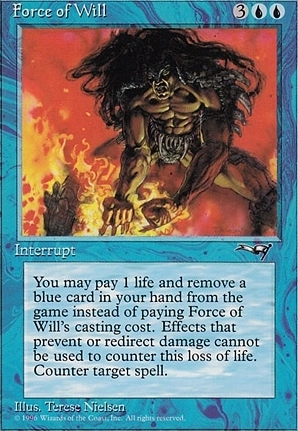 Force of Will 3
Interrupt
You may pay 1 life and remove a
blue card in your hand from the
game instead of paying Force of
Will's casting cost. Effects that
prevent or redirect damage cannot
be used to counter this loss of life.
Counter target spell.
Illus. Terese Nielsen
© 1996 Wizards of the Coast, Inc. All rights reserved.